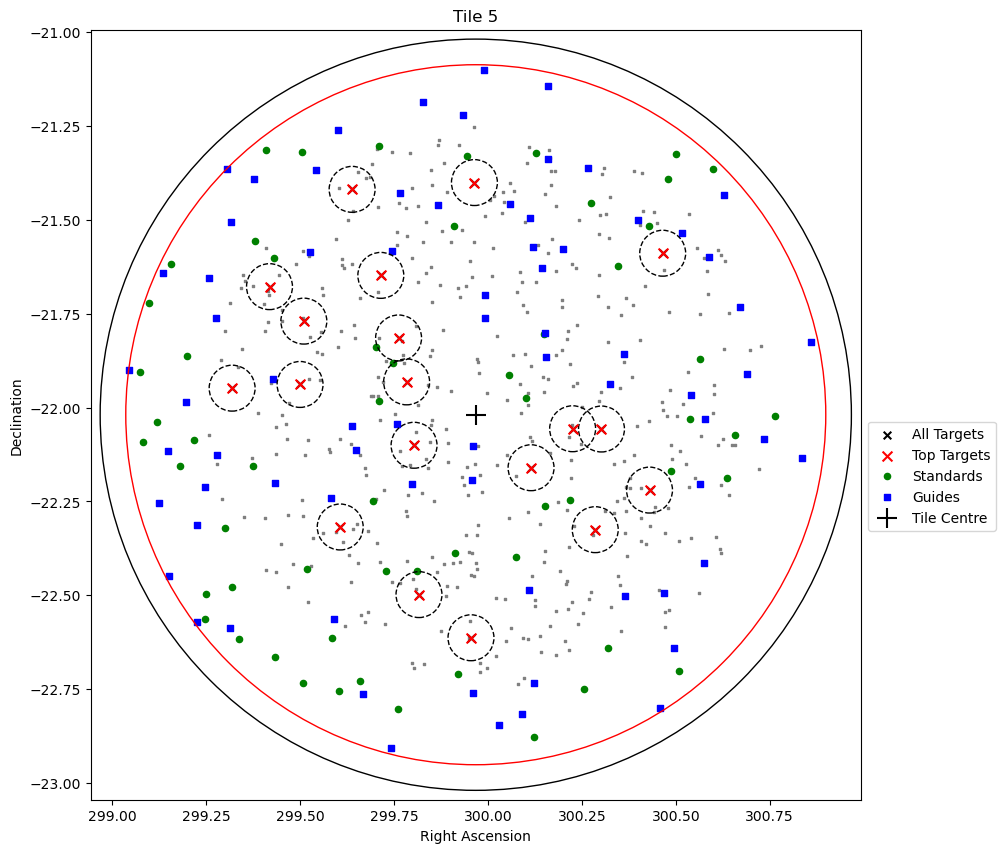 Tile 5
−21.00
−21.25
−21.50
−21.75
−22.00
−22.25
−22.50
−22.75
−23.00
Declination
299.00 299.25 299.50 299.75 300.00 300.25 300.50 300.75
Right Ascension
All Targets
Top Targets
Standards
Guides
Tile Centre